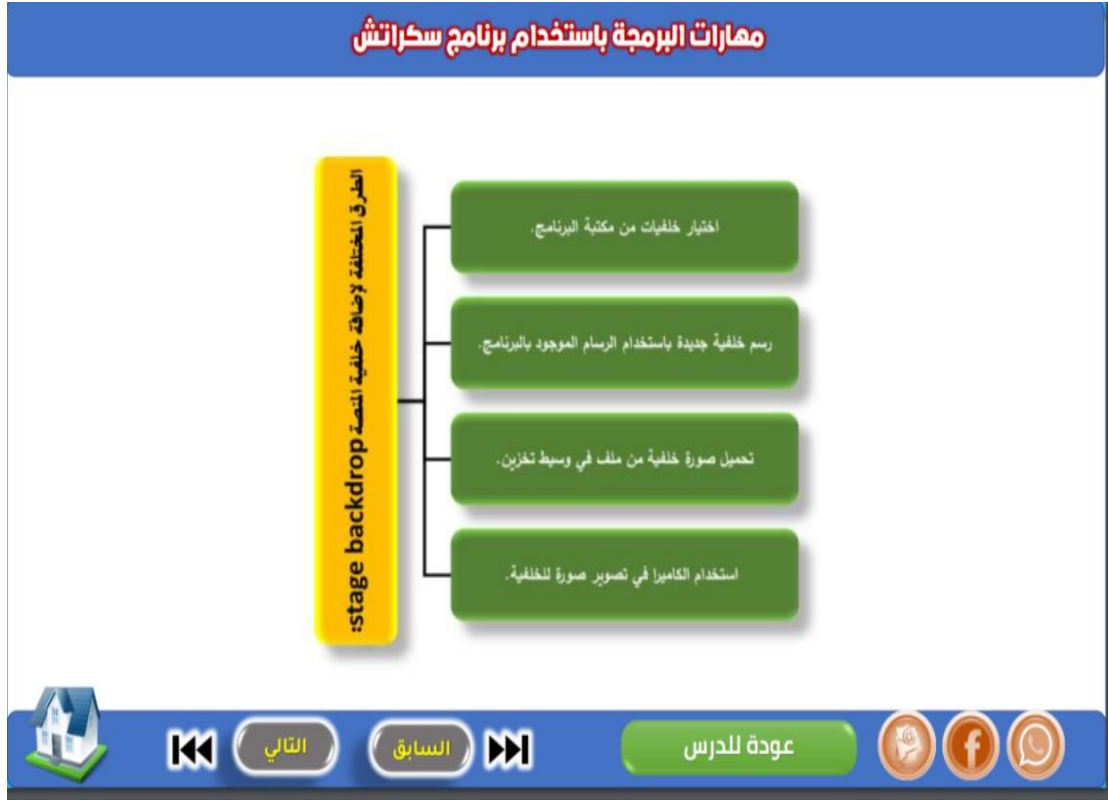 مهارات البرمجة باستخدام برنامج سكراتش
الطرق المختلفة لإضافة خلفية المنصة stage backdrop:
اختيار خلفيات من مكتبة البرنامج.
رسم خلفية جديدة باستخدام الرسام الموجود بالبرنامج.
تحميل صورة خلفية من ملف في وسيط تخزين.
استخدام الكاميرا في تصوير صورة للخلفية.
عودة للدرس
السابق
التالي